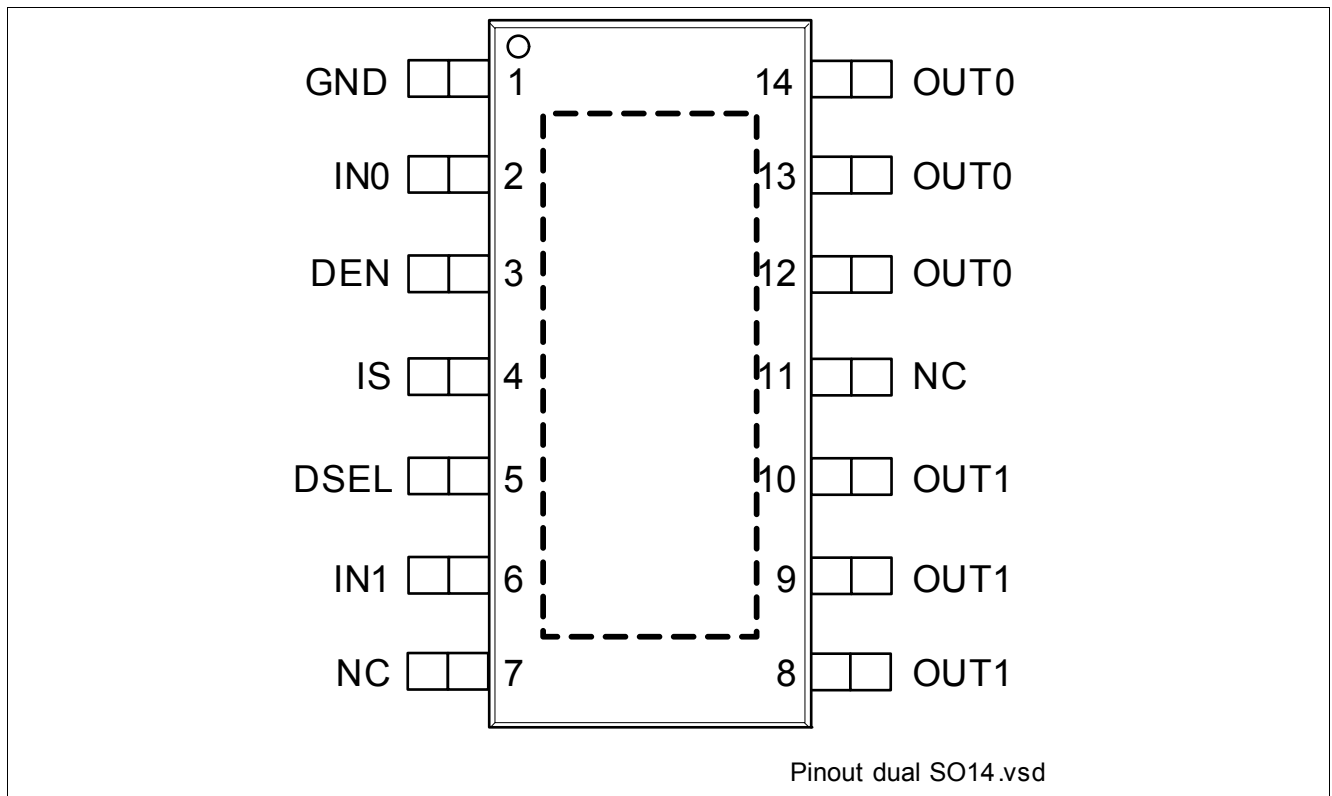 GND 1 14 OUT0
IN0 2 13 OUT0
DEN 3 12 OUT0
IS 4 11 NC
DSEL 5 10 OUT1
IN1 6 9 OUT1
NC 7 8 OUT1
Pinout dual SO14.vsd